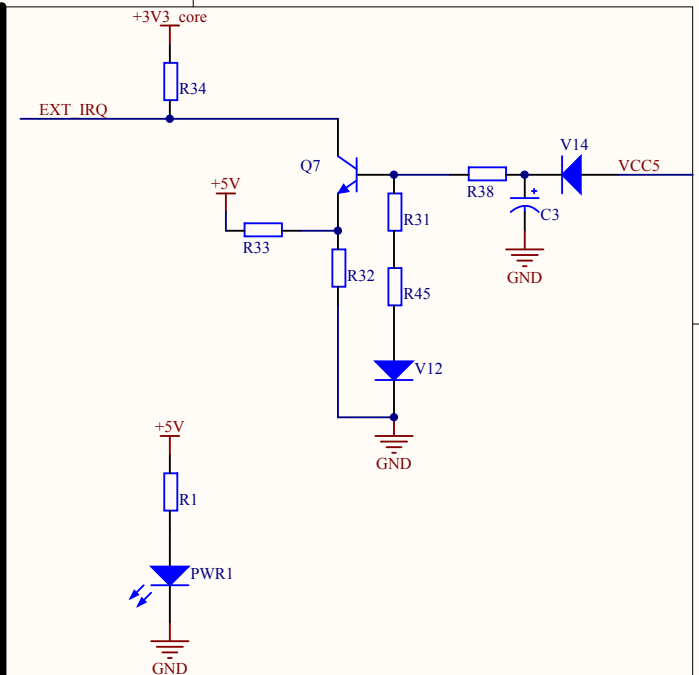 +3V3_core
R34
EXT_IRQ
V14
Q7
VCC5
+5V
R38
R31
C3
R33
R32
GND
R45
V12
+5V
GND
R1
PWR1
GND